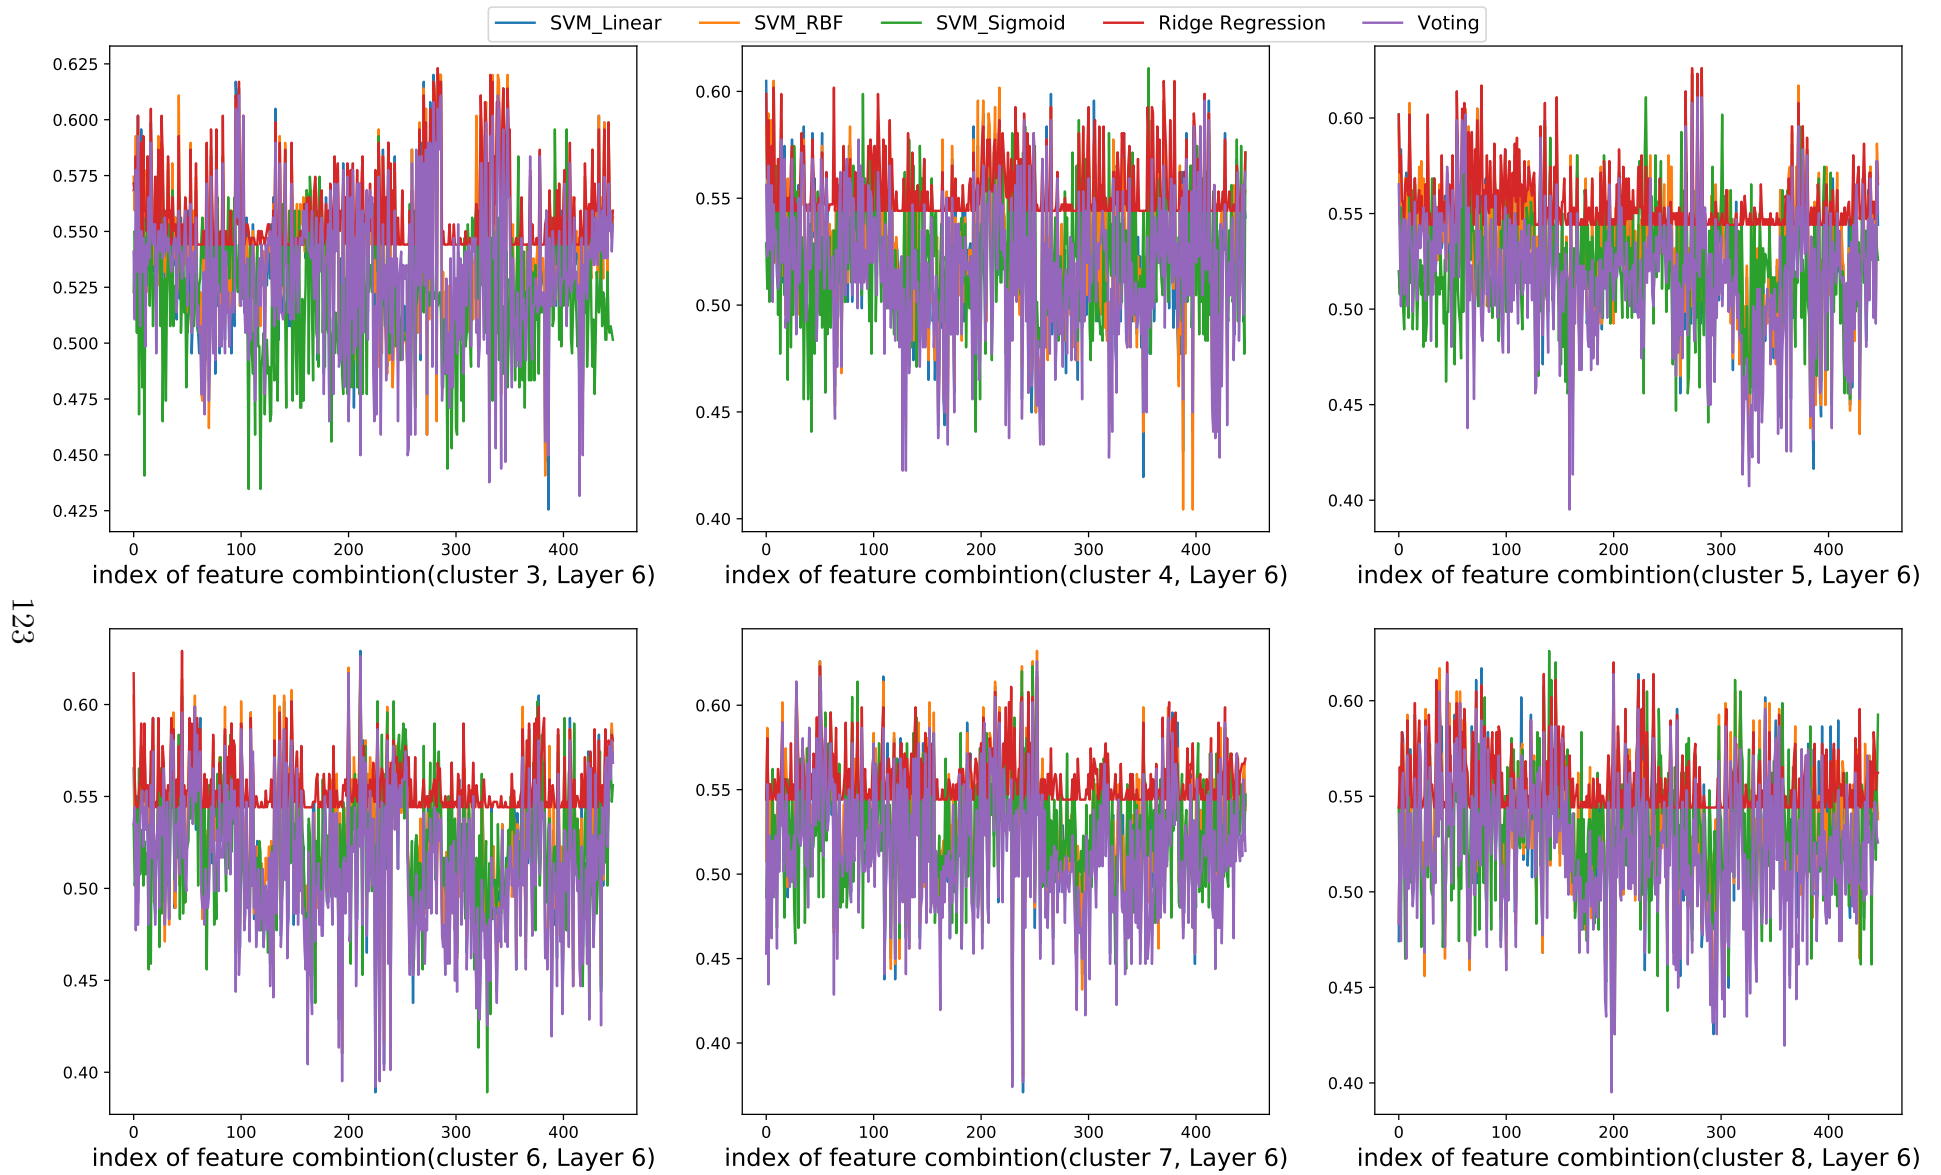 SVM_Linear SVM_RBF SVM_Sigmoid Ridge Regression Voting
0.625
0.600
0.575
0.550
0.525
0.500
0.475
0.450
0.425
0 100 200 300 400
index of feature combintion(cluster 3, Layer 6)
0.60
0.55
0.50
0.45
0.40
0 100 200 300 400
index of feature combintion(cluster 4, Layer 6)
0.60
0.55
0.50
0.45
0.40
0 100 200 300 400
index of feature combintion(cluster 5, Layer 6)
123
0.60
0.55
0.50
0.45
0.40
0 100 200 300 400
index of feature combintion(cluster 6, Layer 6)
0.60
0.55
0.50
0.45
0.40
0 100 200 300 400
index of feature combintion(cluster 7, Layer 6)
0.60
0.55
0.50
0.45
0.40
0 100 200 300 400
index of feature combintion(cluster 8, Layer 6)